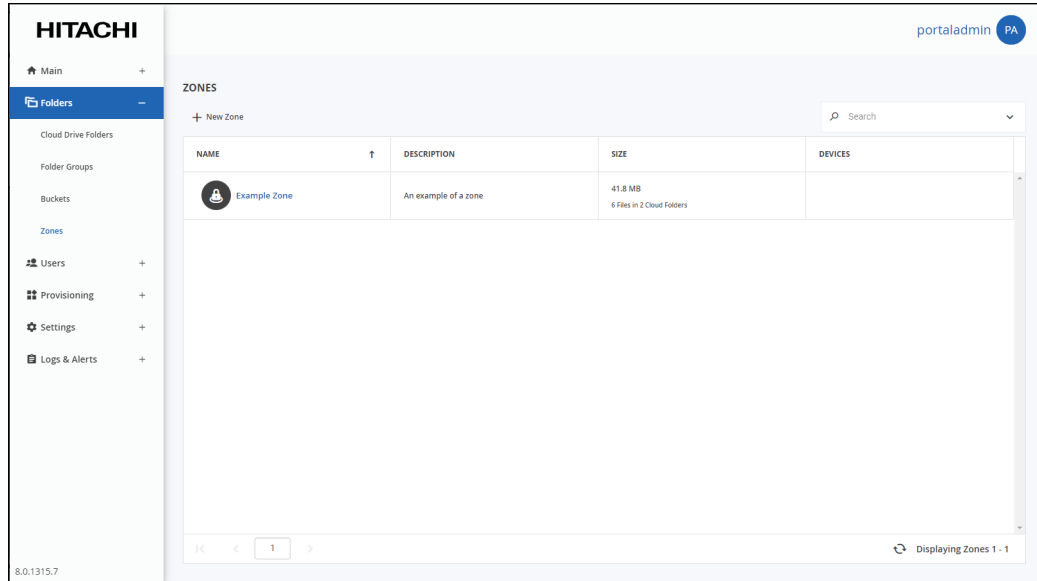 HITACHI
portaladmin PA
Main +
Folders −
Cloud Drive Folders
Folder Groups
Buckets
Zones
Users +
Provisioning +
Settings +
Logs & Alerts +
8.0.1315.7
ZONES
+ New Zone
Search
NAME ↑ DESCRIPTION SIZE DEVICES
Example Zone An example of a zone 41.8 MB
6 Files in 2 Cloud Folders
1
Displaying Zones 1 - 1